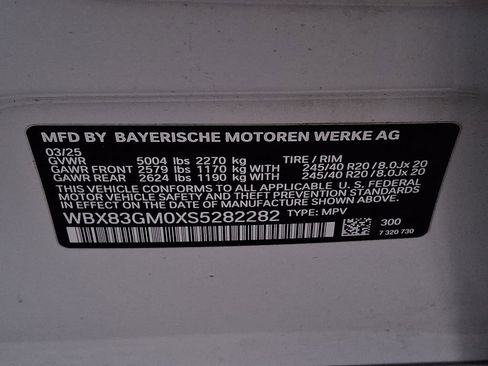 MFD BY BAYERISCHE MOTOREN WERKE AG
03/25
GVWR 5004 lbs 2270 kg TIRE / RIM
GAWR FRONT 2579 lbs 1170 kg WITH 245/40 R20 / 8.0Jx 20
GAWR REAR 2624 lbs 1190 kg WITH 245/40 R20 / 8.0Jx 20
THIS VEHICLE CONFORMS TO ALL APPLICABLE U.S. FEDERAL
MOTOR VEHICLE SAFETY AND THEFT PREVENTION STANDARDS
IN EFFECT ON THE DATE OF MANUFACTURE SHOWN ABOVE.
WBX83GM0XS5282282 TYPE: MPV
300
7 320 730